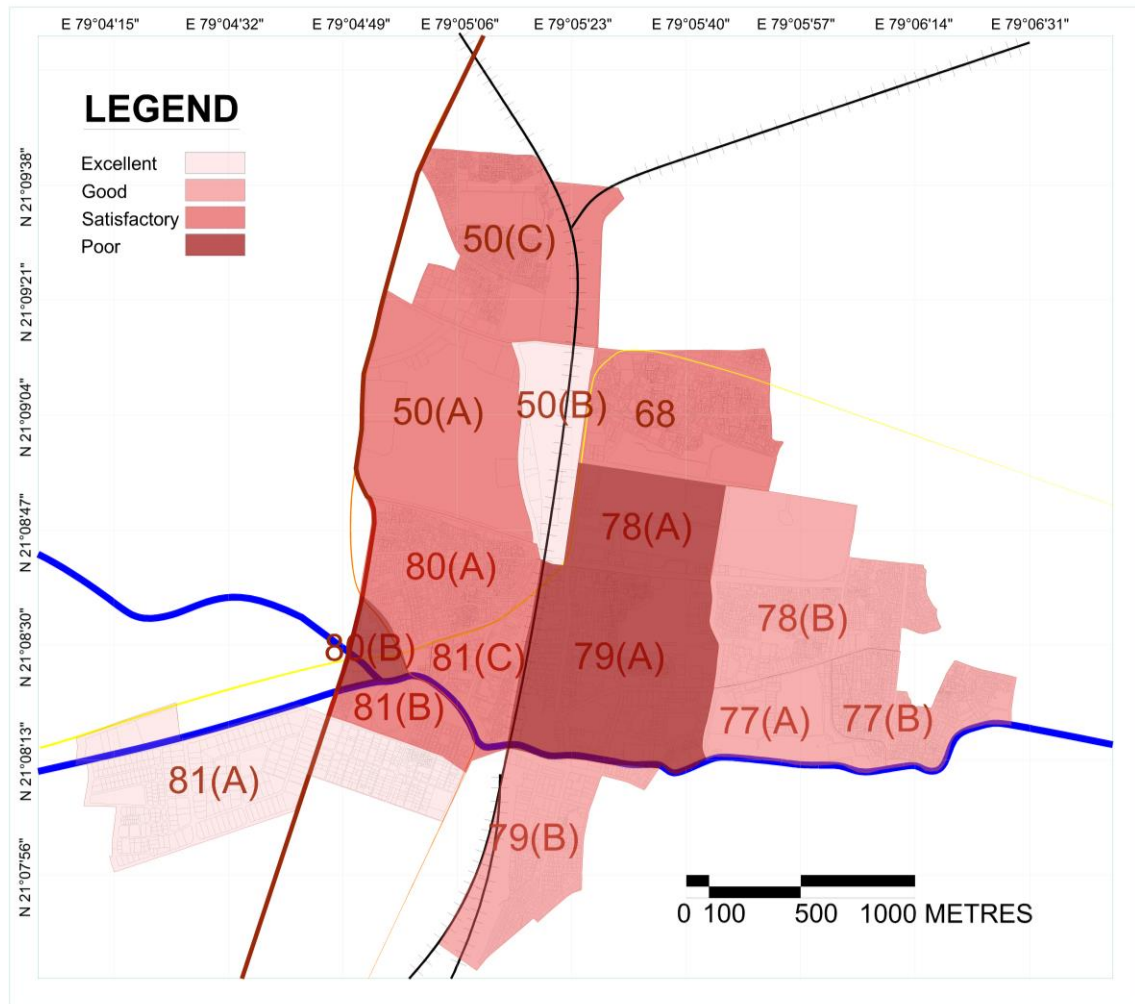 E 79°04'15" E 79°04'32" E 79°04'49" E 79°05'06" E 79°05'23" E 79°05'40" E 79°05'57" E 79°06'14" E 79°06'31"
LEGEND
Excellent
Good
Satisfactory
Poor
N 21°09'38"
N 21°09'21"
N 21°09'04"
N 21°08'47"
N 21°08'30"
N 21°08'13"
N 21°07'56"
50(C)
50(A)
50(B)
68
78(A)
80(A)
78(B)
80(B)
81(C)
79(A)
81(B)
77(A)
77(B)
81(A)
79(B)
0 100 500 1000 METRES